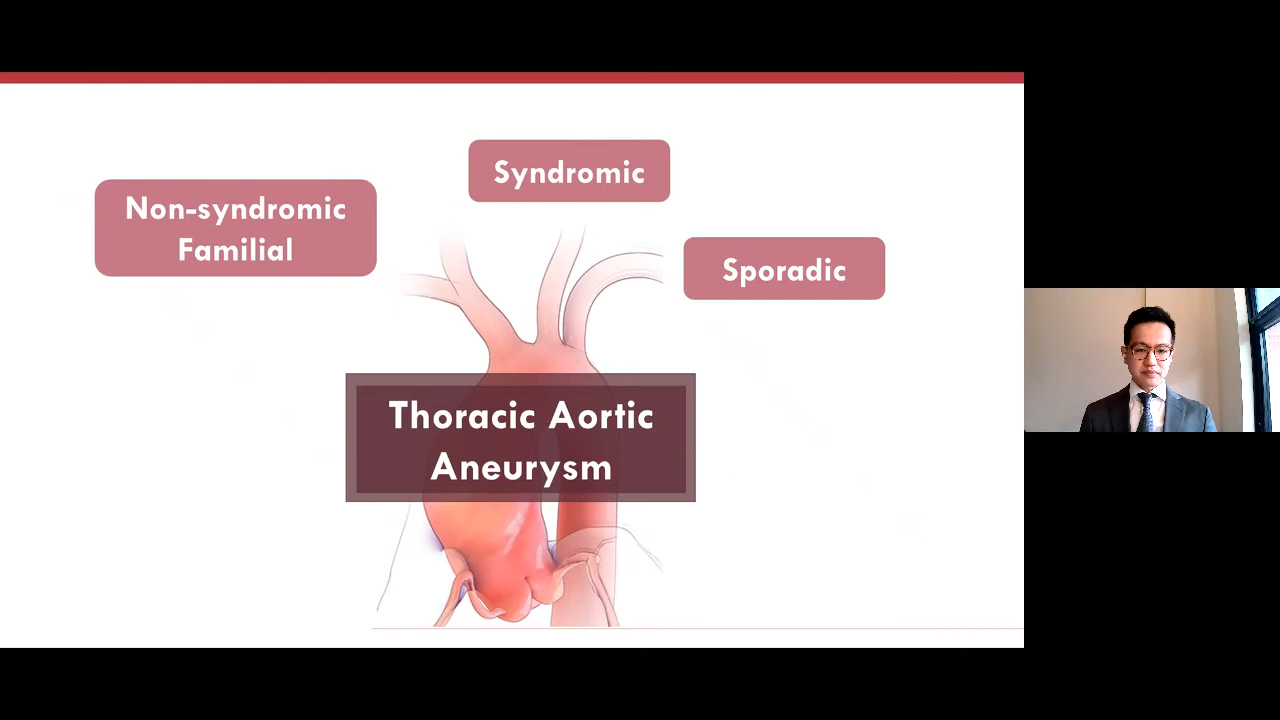 Syndromic
Non-syndromic
Familial
Sporadic
Thoracic Aortic
Aneurysm